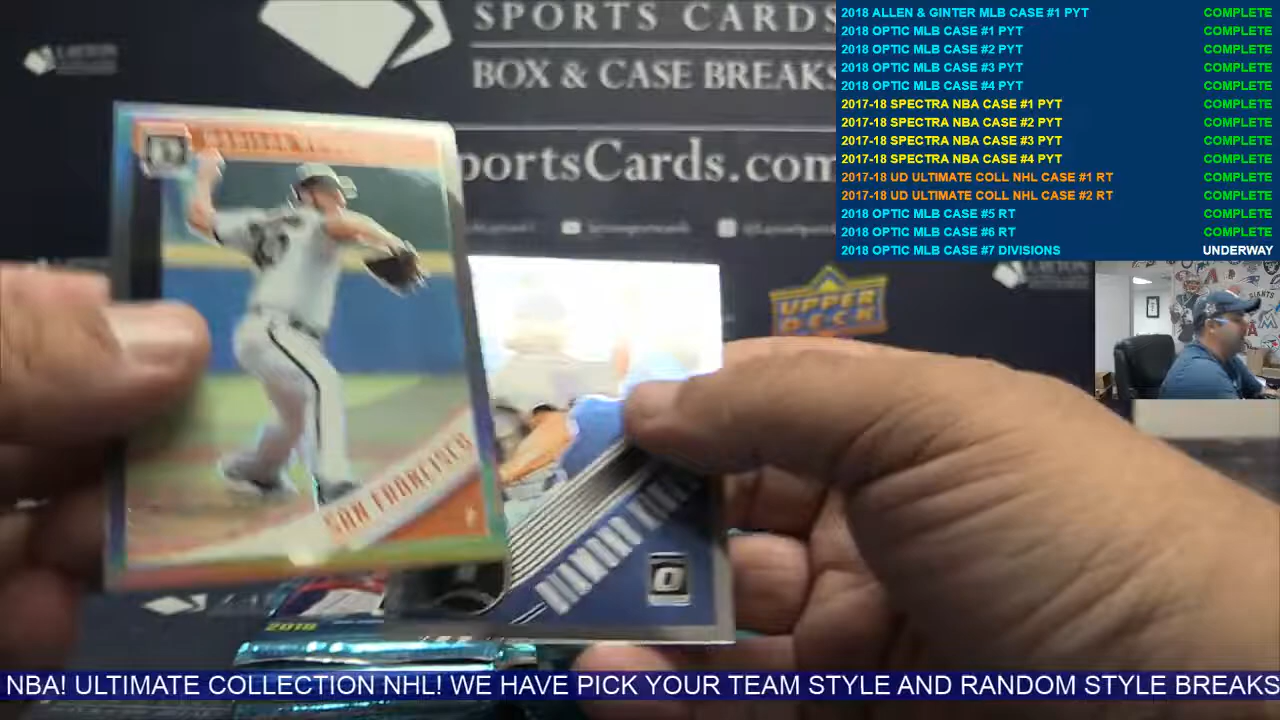 SPORTS CARDS
BOX & CASE BREAKS
portsCards.com
UPPER
DECK
SAN FRANCISCO
DIAMOND KINGS
2018
2018 ALLEN & GINTER MLB CASE #1 PYT COMPLETE
2018 OPTIC MLB CASE #1 PYT COMPLETE
2018 OPTIC MLB CASE #2 PYT COMPLETE
2018 OPTIC MLB CASE #3 PYT COMPLETE
2018 OPTIC MLB CASE #4 PYT COMPLETE
2017-18 SPECTRA NBA CASE #1 PYT COMPLETE
2017-18 SPECTRA NBA CASE #2 PYT COMPLETE
2017-18 SPECTRA NBA CASE #3 PYT COMPLETE
2017-18 SPECTRA NBA CASE #4 PYT COMPLETE
2017-18 UD ULTIMATE COLL NHL CASE #1 RT COMPLETE
2017-18 UD ULTIMATE COLL NHL CASE #2 RT COMPLETE
2018 OPTIC MLB CASE #5 RT COMPLETE
2018 OPTIC MLB CASE #6 RT COMPLETE
2018 OPTIC MLB CASE #7 DIVISIONS UNDERWAY
NBA! ULTIMATE COLLECTION NHL! WE HAVE PICK YOUR TEAM STYLE AND RANDOM STYLE BREAKS